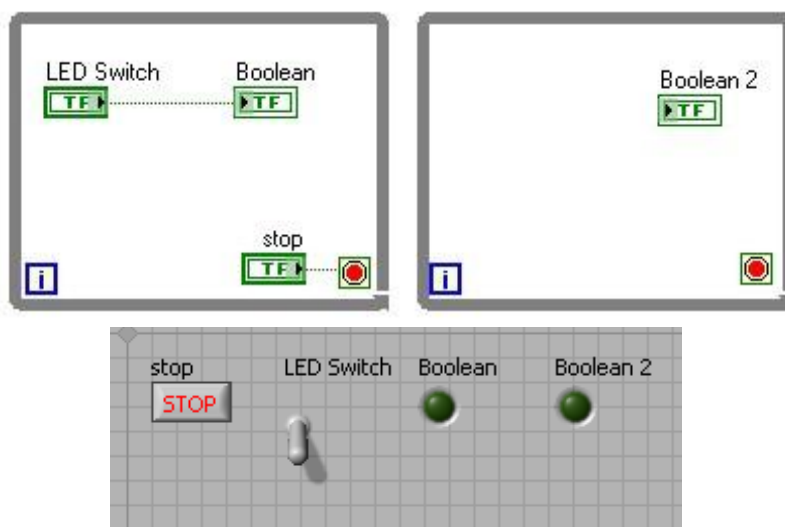 LED Switch Boolean
TF TF
stop
TF
i
Boolean 2
TF
i
stop LED Switch Boolean Boolean 2
STOP